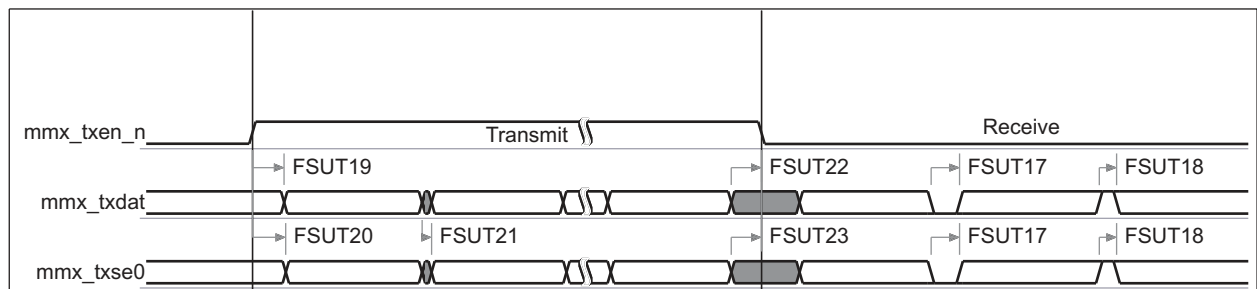 mmx_txen_n Transmit Receive
FSUT19 FSUT22 FSUT17 FSUT18
mmx_txdat
FSUT20 FSUT21 FSUT23 FSUT17 FSUT18
mmx_txse0